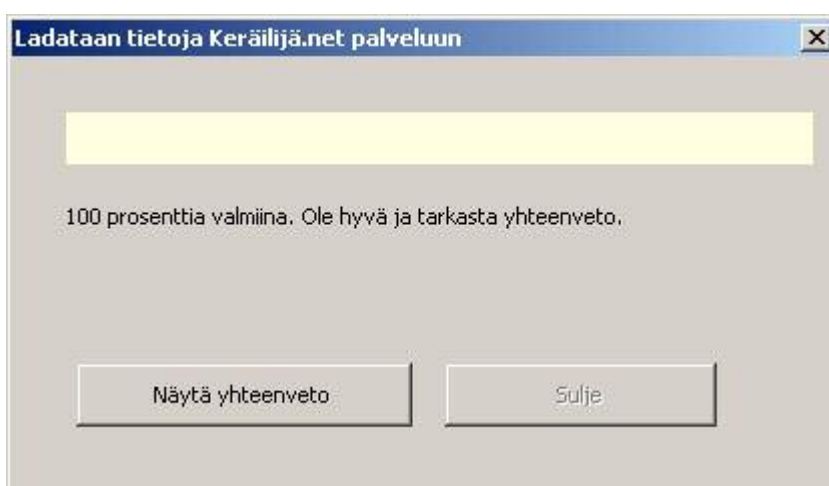 Ladataan tietoja Keräilijä.net palveluun
100 prosenttia valmiina. Ole hyvä ja tarkasta yhteenveto.
Näytä yhteenveto
Sulje